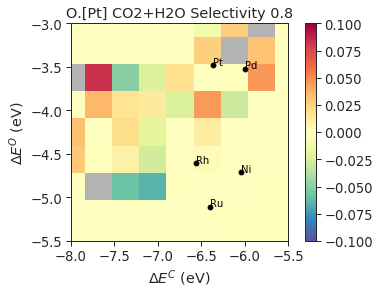 O.[Pt] CO2+H2O Selectivity 0.8
−3.0
−3.5
−4.0
−4.5
−5.0
−5.5
ΔE^O (eV)
Pt
Pd
Rh
Ni
Ru
−8.0 −7.5 −7.0 −6.5 −6.0 −5.5
ΔE^C (eV)
0.100
0.075
0.050
0.025
0.000
−0.025
−0.050
−0.075
−0.100